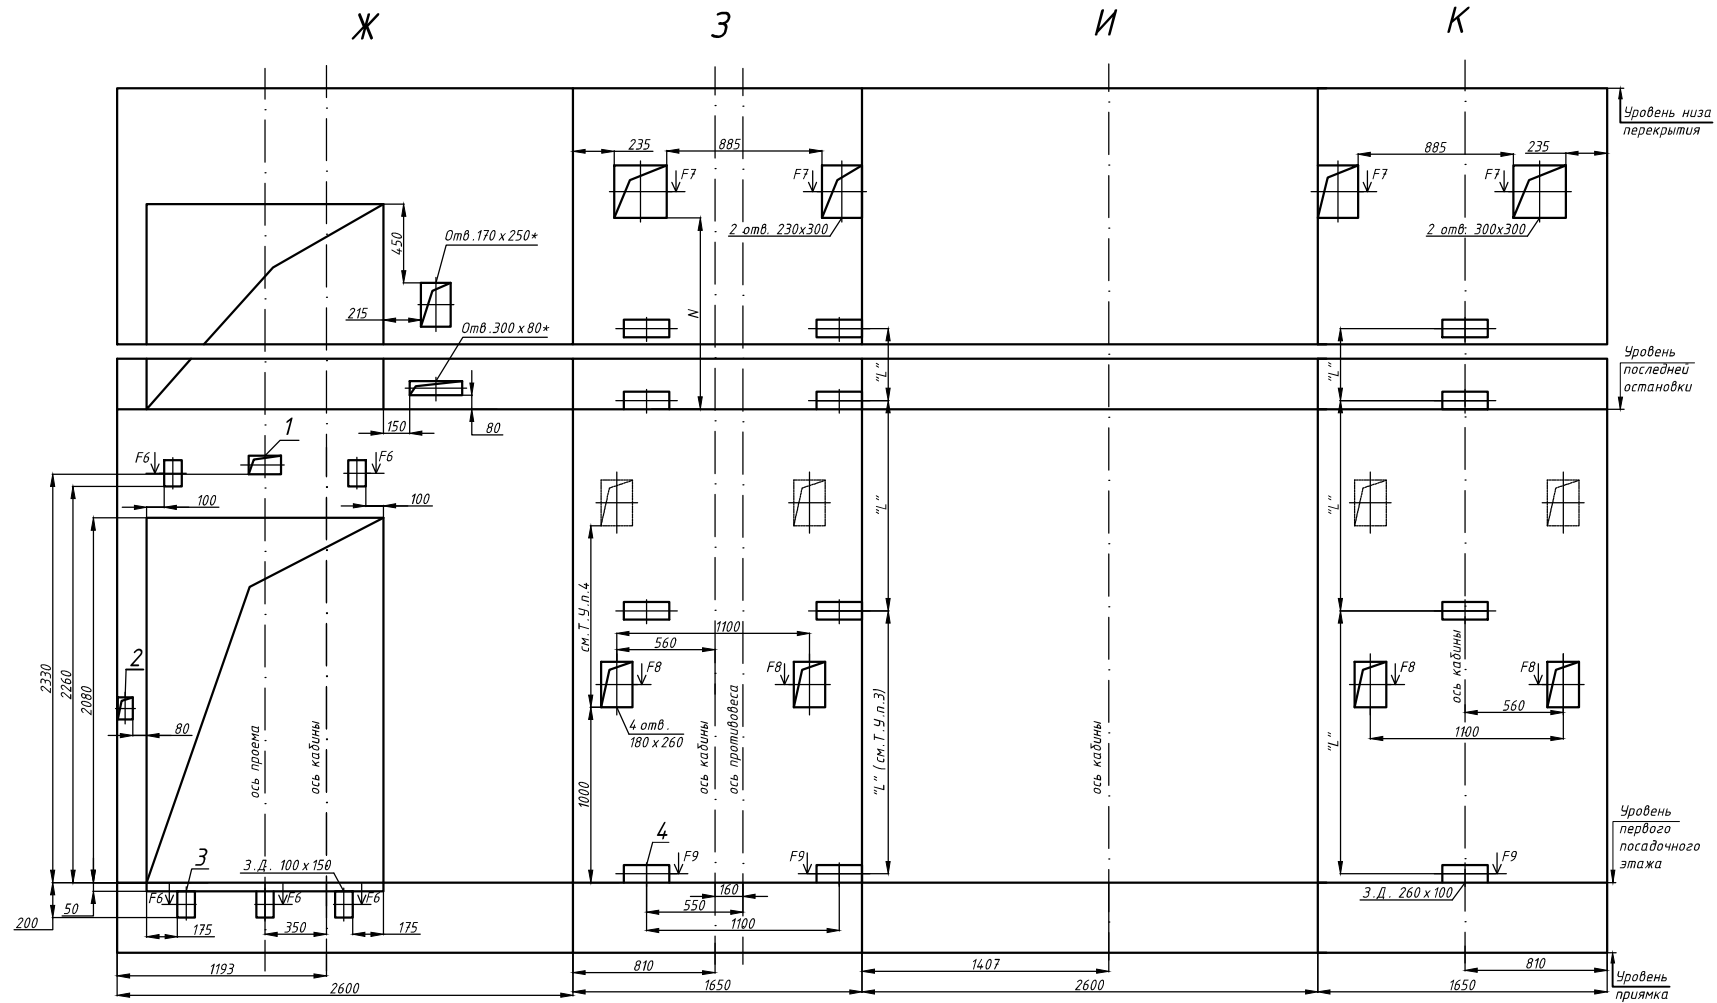 Ж
З
И
К
Уровень низа
перекрытия
235
885
885
235
F7
F7
F7
F7
2 отв. 230х300
2 отв. 300х300
450
Отв.170 х 250*
215
N
Отв.300 х 80*
"L"
"L"
Уровень
последней
остановки
150
80
1
F6
F6
100
100
"L"
"L"
2330
2260
2080
2
80
ось проема
ось кабины
см.Т.У.п.4
1100
560
F8
F8
4 отв.
180 х 260
1000
ось кабины
ось противовеса
"L" (см.Т.У.п.3)
ось кабины
"L"
ось кабины
F8
F8
560
1100
4
F9
F9
F9
Уровень
первого
посадочного
этажа
3
З.Д. 100 х 150
F6
F6
F6
З.Д. 260 х 100
200
50
175
350
175
160
550
1100
1193
2600
810
1650
1407
2600
810
1650
Уровень
приямка